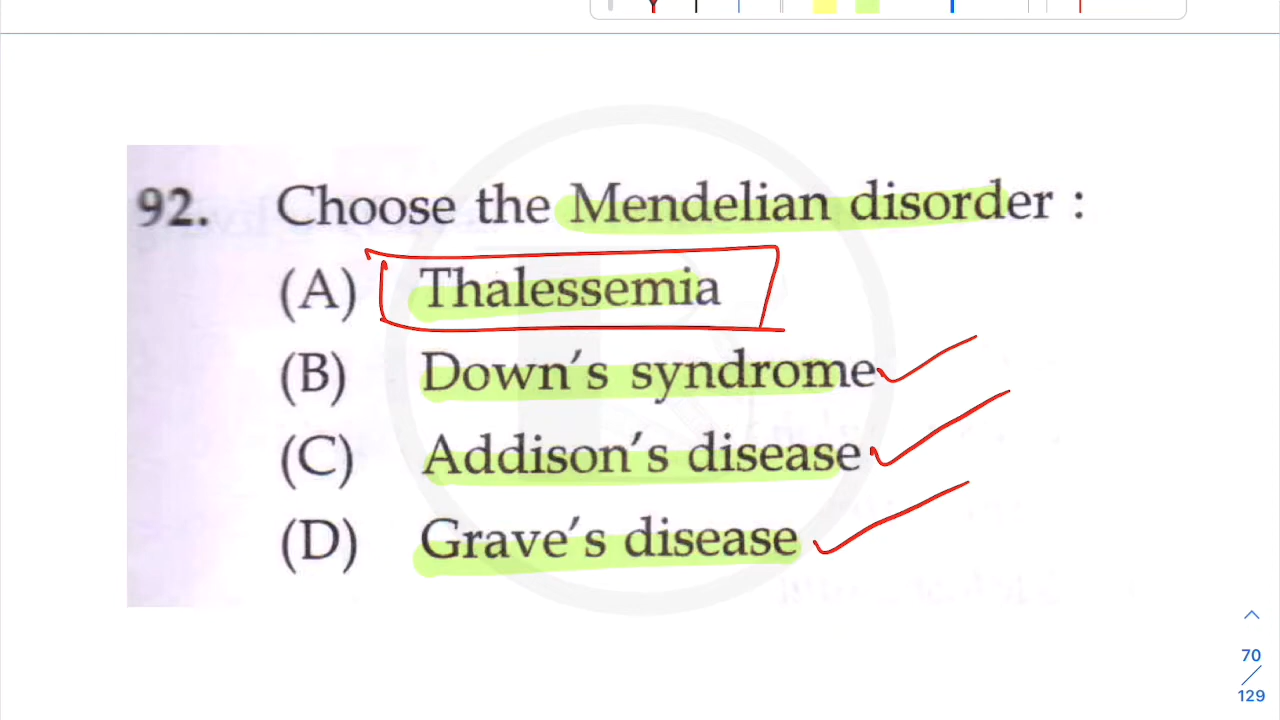 92. Choose the Mendelian disorder :
(A) Thalessemia
(B) Down's syndrome
(C) Addison's disease
(D) Grave's disease
70
129